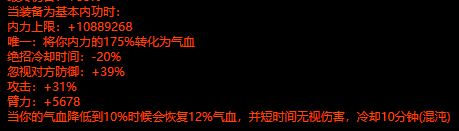 当装备为基本内功时：
内力上限：+10889268
唯一：将你内力的175%转化为气血
绝招冷却时间：-20%
忽视对方防御：+39%
攻击：+31%
臂力：+5678
当你的气血降低到10%时候会恢复12%气血，并短时间无视伤害，冷却10分钟(混沌)